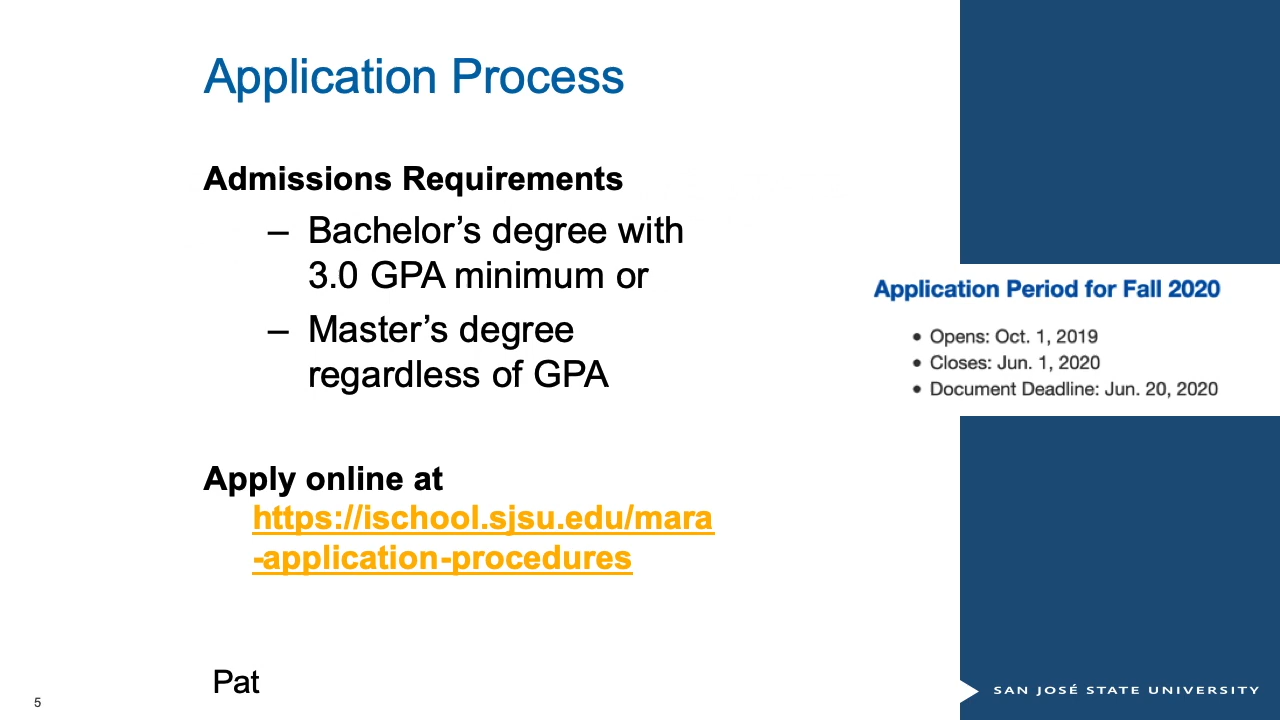 Application Process
Admissions Requirements
– Bachelor’s degree with
3.0 GPA minimum or
– Master’s degree
regardless of GPA
Apply online at
https://ischool.sjsu.edu/mara
-application-procedures
Pat
5
Application Period for Fall 2020
• Opens: Oct. 1, 2019
• Closes: Jun. 1, 2020
• Document Deadline: Jun. 20, 2020
SAN JOSÉ STATE UNIVERSITY